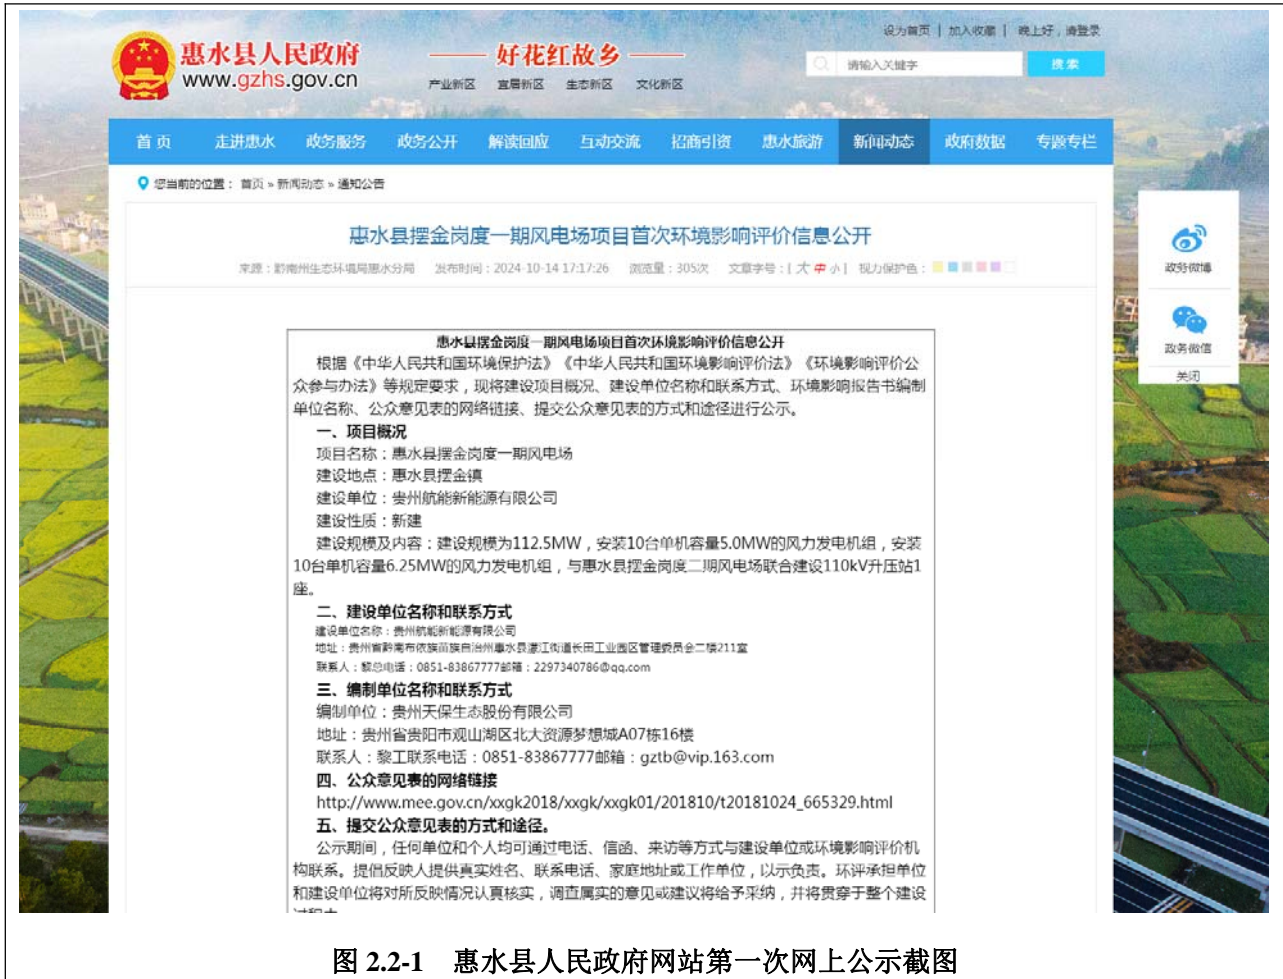 设为首页 | 加入收藏 | 晚上好，请登录
惠水县人民政府
www.gzhs.gov.cn
好花红故乡
产业新区 宜居新区 生态新区 文化新区
请输入关键字
搜 索
首 页 走进惠水 政务服务 政务公开 解读回应 互动交流 招商引资 惠水旅游 新闻动态 政府数据 专题专栏
您当前的位置： 首页 » 新闻动态 » 通知公告
惠水县摆金岗度一期风电场项目首次环境影响评价信息公开
来源：黔南州生态环境局惠水分局 发布时间：2024-10-14 17:17:26 浏览量：305次 文章字号：[ 大 中 小 ] 视力保护色：
政务微博
政务微信
关闭
惠水县摆金岗度一期风电场项目首次环境影响评价信息公开
根据《中华人民共和国环境保护法》《中华人民共和国环境影响评价法》《环境影响评价公
众参与办法》等规定要求，现将建设项目概况、建设单位名称和联系方式、环境影响报告书编制
单位名称、公众意见表的网络链接、提交公众意见表的方式和途径进行公示。
一、项目概况
项目名称：惠水县摆金岗度一期风电场
建设地点：惠水县摆金镇
建设单位：贵州航能新能源有限公司
建设性质：新建
建设规模及内容：建设规模为112.5MW，安装10台单机容量5.0MW的风力发电机组，安装
10台单机容量6.25MW的风力发电机组，与惠水县摆金岗度二期风电场联合建设110kV升压站1
座。
二、建设单位名称和联系方式
建设单位名称：贵州航能新能源有限公司
地址：贵州省黔南布依族苗族自治州惠水县濛江街道长田工业园区管理委员会二楼211室
联系人：黎总电话：0851-83867777邮箱：2297340786@qq.com
三、编制单位名称和联系方式
编制单位：贵州天保生态股份有限公司
地址：贵州省贵阳市观山湖区北大资源梦想城A07栋16楼
联系人：黎工联系电话：0851-83867777邮箱：gztb@vip.163.com
四、公众意见表的网络链接
http://www.mee.gov.cn/xxgk2018/xxgk/xxgk01/201810/t20181024_665329.html
五、提交公众意见表的方式和途径。
公示期间，任何单位和个人均可通过电话、信函、来访等方式与建设单位或环境影响评价机
构联系。提倡反映人提供真实姓名、联系电话、家庭地址或工作单位，以示负责。环评承担单位
和建设单位将对所反映情况认真核实，调查属实的意见或建议将给予采纳，并将贯穿于整个建设
图 2.2-1 惠水县人民政府网站第一次网上公示截图